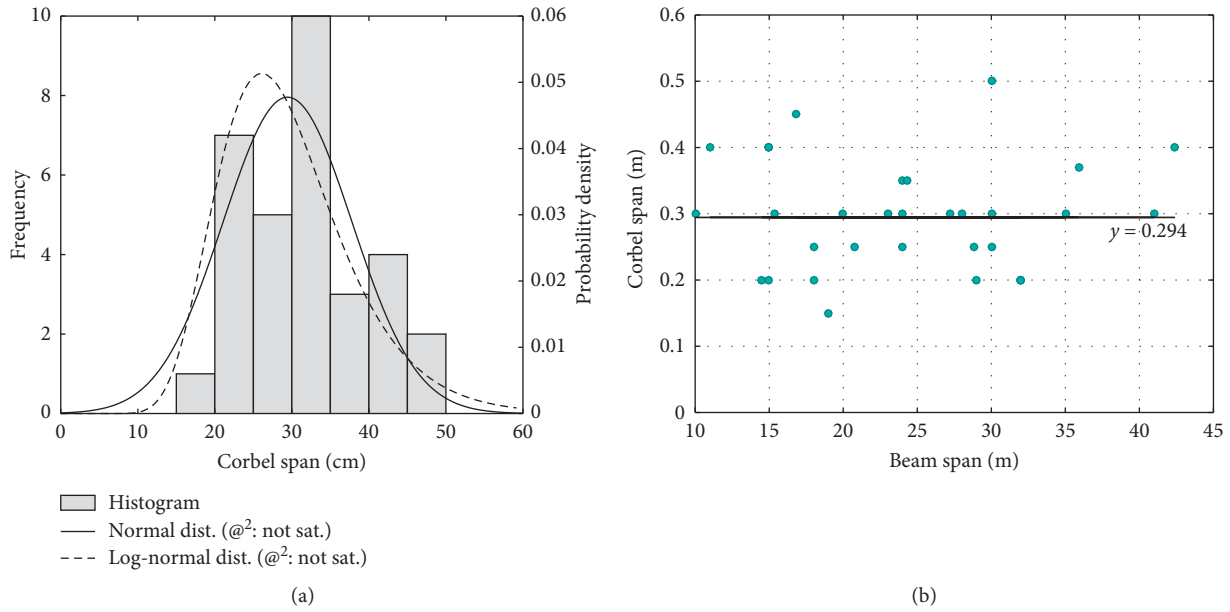 10
8
6
4
2
0
Frequency
0.06
0.05
0.04
0.03
0.02
0.01
0
Probability density
0 10 20 30 40 50 60
Corbel span (cm)
Histogram
Normal dist. (@²: not sat.)
Log-normal dist. (@²: not sat.)
(a)
0.6
0.5
0.4
0.3
0.2
0.1
0
Corbel span (m)
y = 0.294
10 15 20 25 30 35 40 45
Beam span (m)
(b)